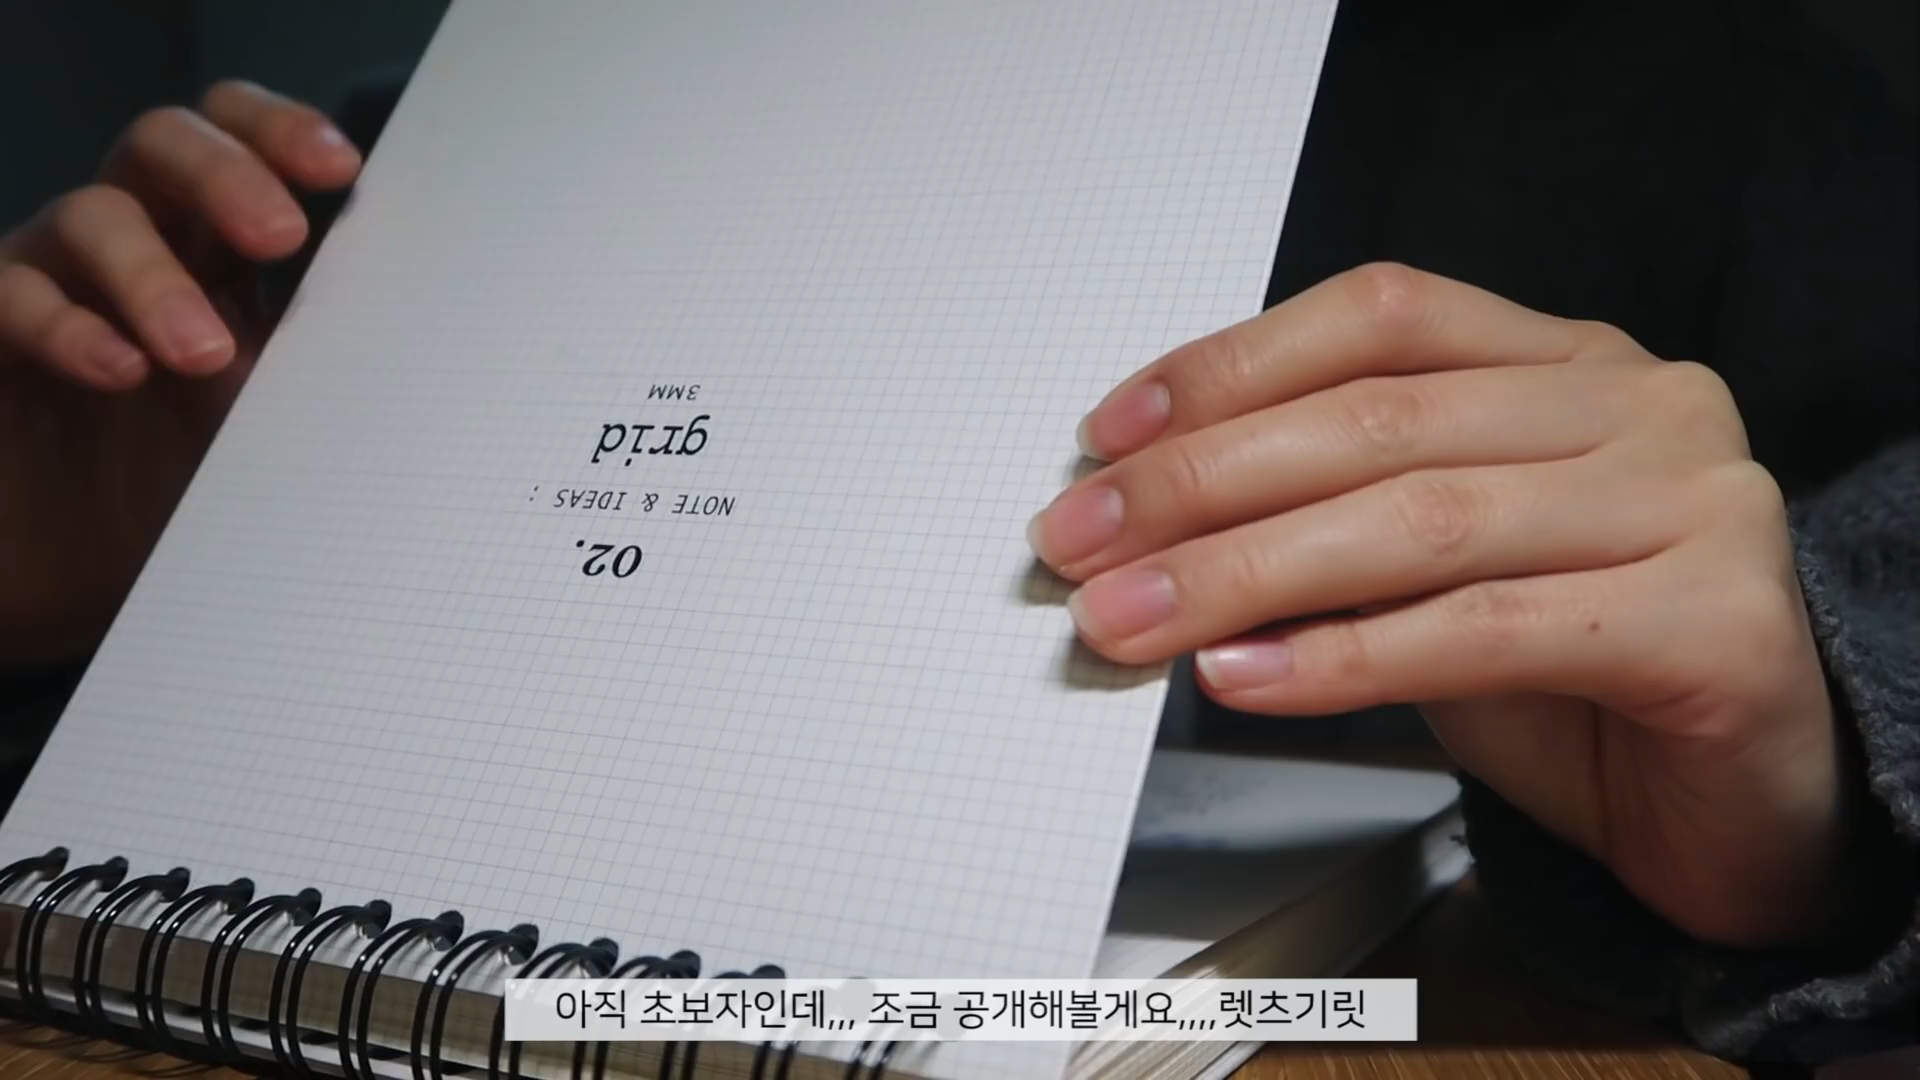 02.
NOTE & IDEAS :
grid
3MM
아직 초보자인데,,, 조금 공개해볼게요,,,,렛츠기릿